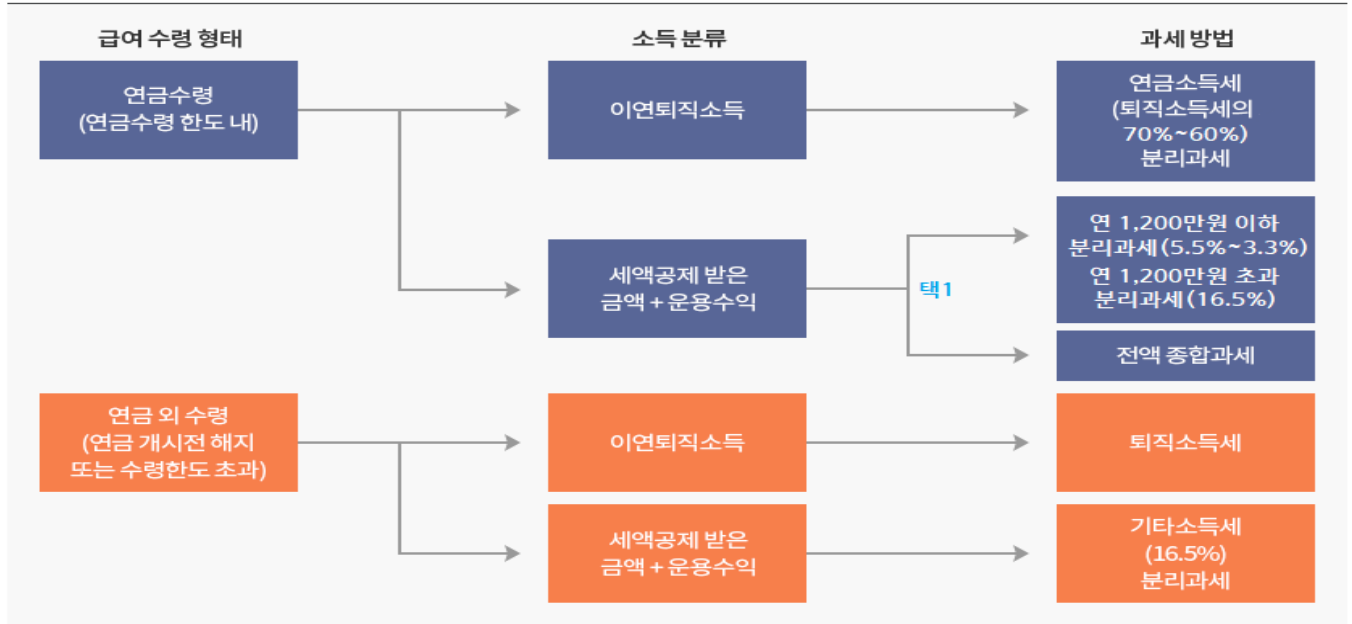 급여 수령 형태
소득 분류
과세 방법
연금수령
(연금수령 한도 내)
이연퇴직소득
연금소득세
(퇴직소득세의
70%~60%)
분리과세
세액공제 받은
금액 + 운용수익
택1
연 1,200만원 이하
분리과세(5.5%~3.3%)
연 1,200만원 초과
분리과세(16.5%)
전액 종합과세
연금 외 수령
(연금 개시전 해지
또는 수령한도 초과)
이연퇴직소득
퇴직소득세
세액공제 받은
금액 + 운용수익
기타소득세
(16.5%)
분리과세